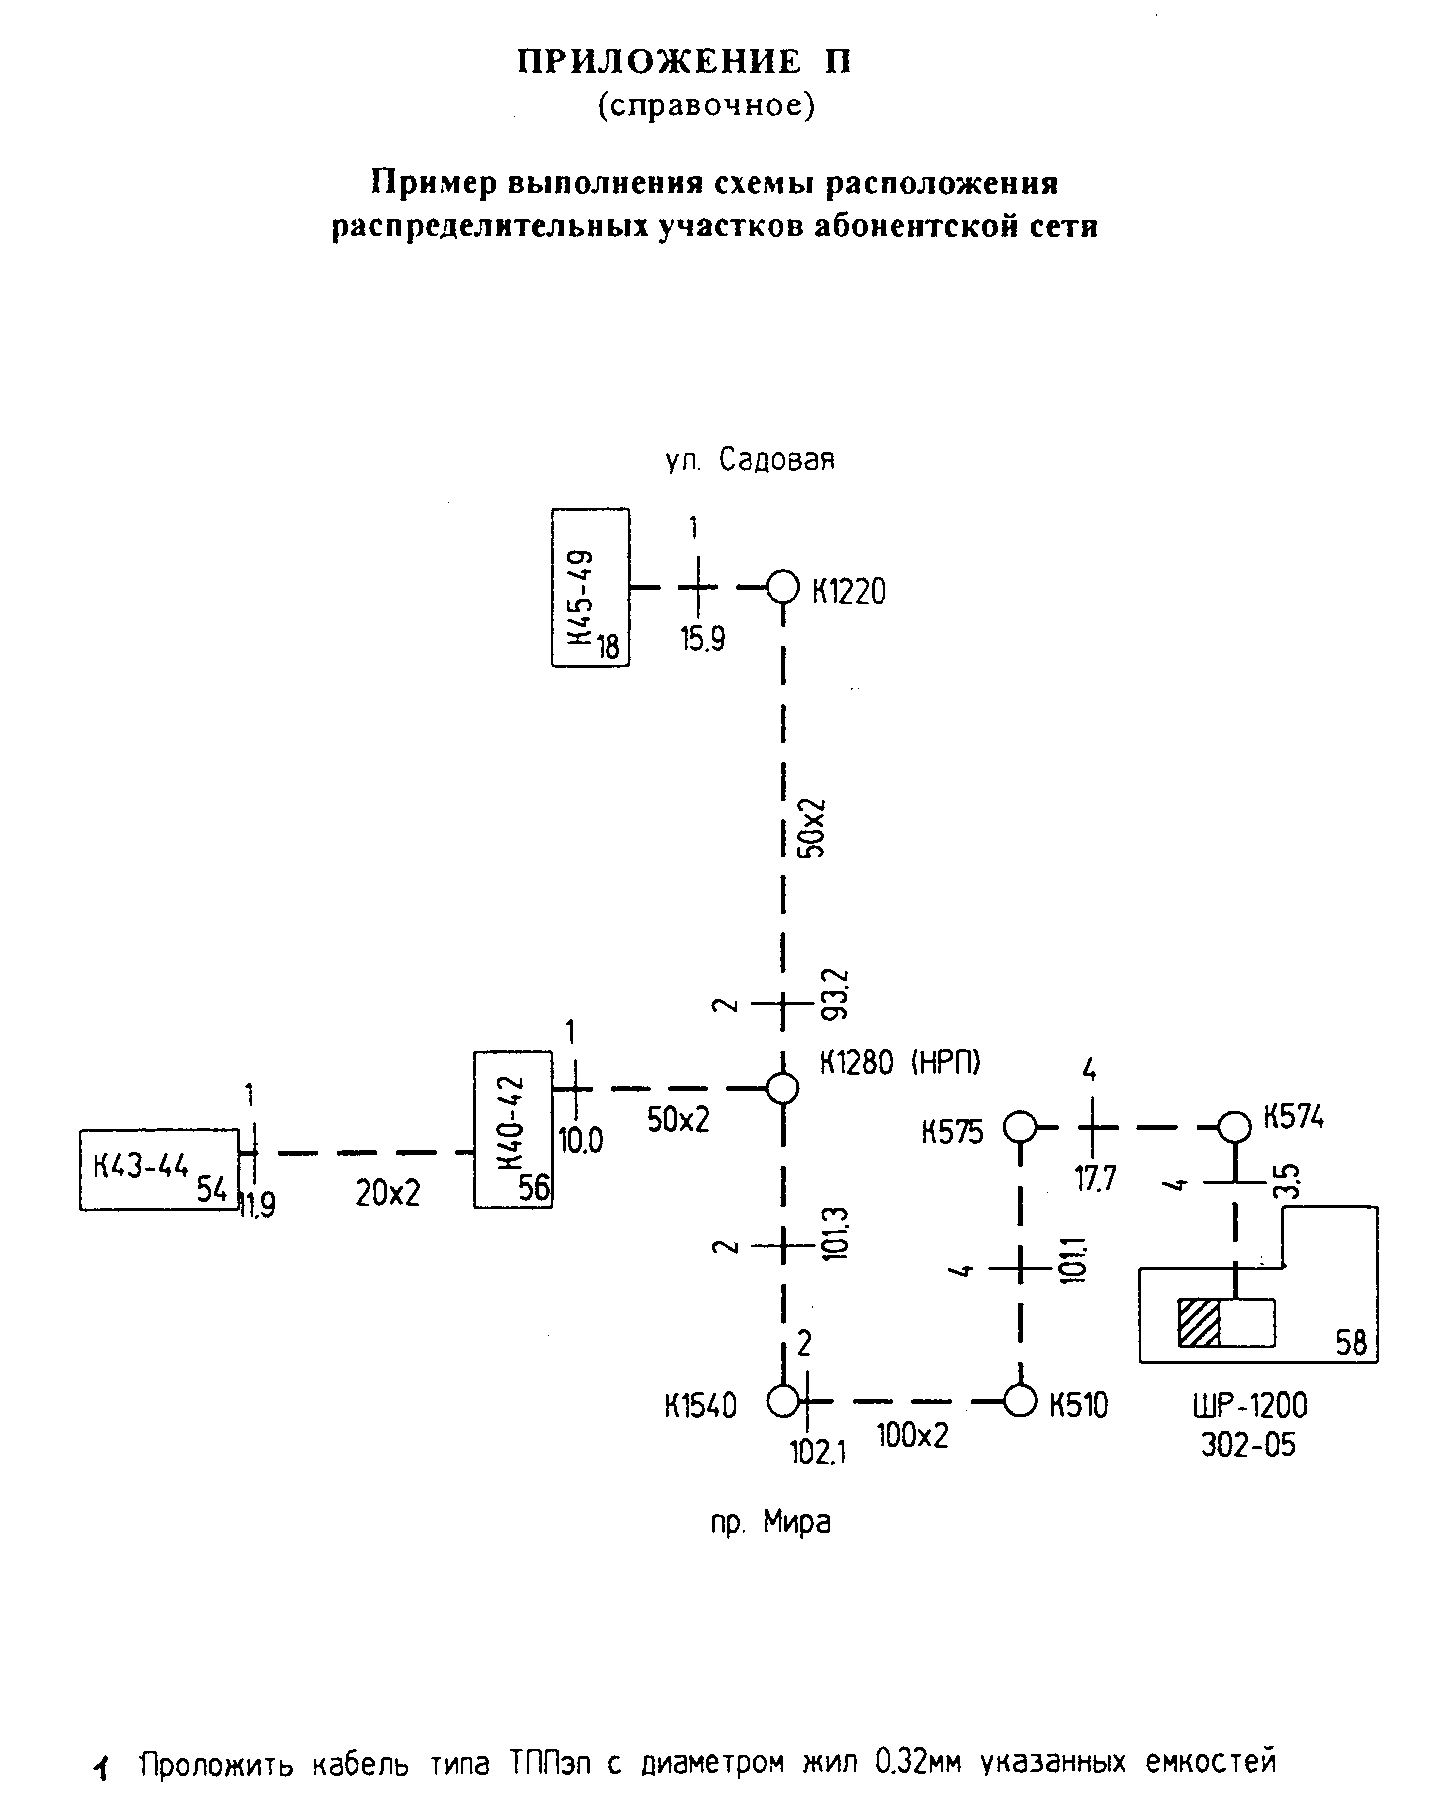 ПРИЛОЖЕНИЕ П
(справочное)
Пример выполнения схемы расположения
распределительных участков абонентской сети
ул. Садовая
К45-49
18
1
15.9
К1220
50х2
2
93.2
К1280 (НРП)
1
10.0
50х2
К40-42
56
1
11.9
20х2
К43-44
54
2
101.3
К1540
2
102.1
100х2
К510
4
101.1
К575
4
17.7
К574
4
3.5
58
ШР-1200
302-05
пр. Мира
1 Проложить кабель типа ТППэп с диаметром жил 0.32мм указанных емкостей